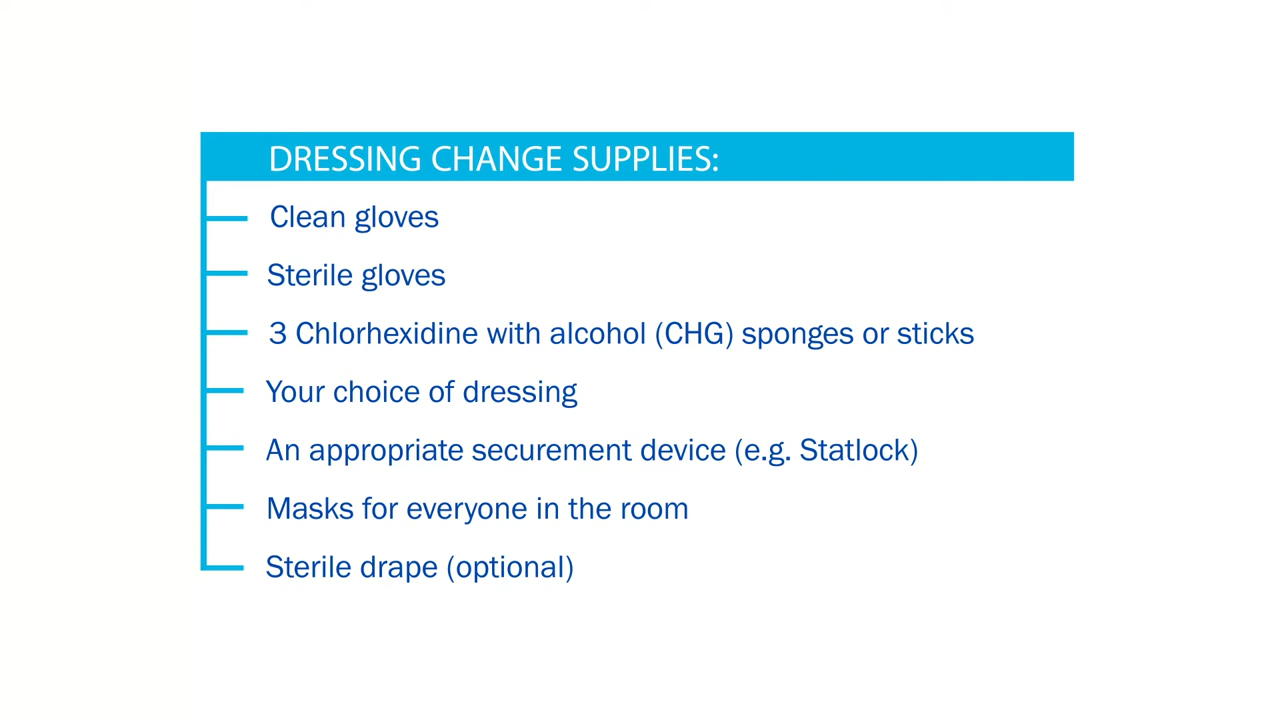 DRESSING CHANGE SUPPLIES:
Clean gloves
Sterile gloves
3 Chlorhexidine with alcohol (CHG) sponges or sticks
Your choice of dressing
An appropriate securement device (e.g. Statlock)
Masks for everyone in the room
Sterile drape (optional)